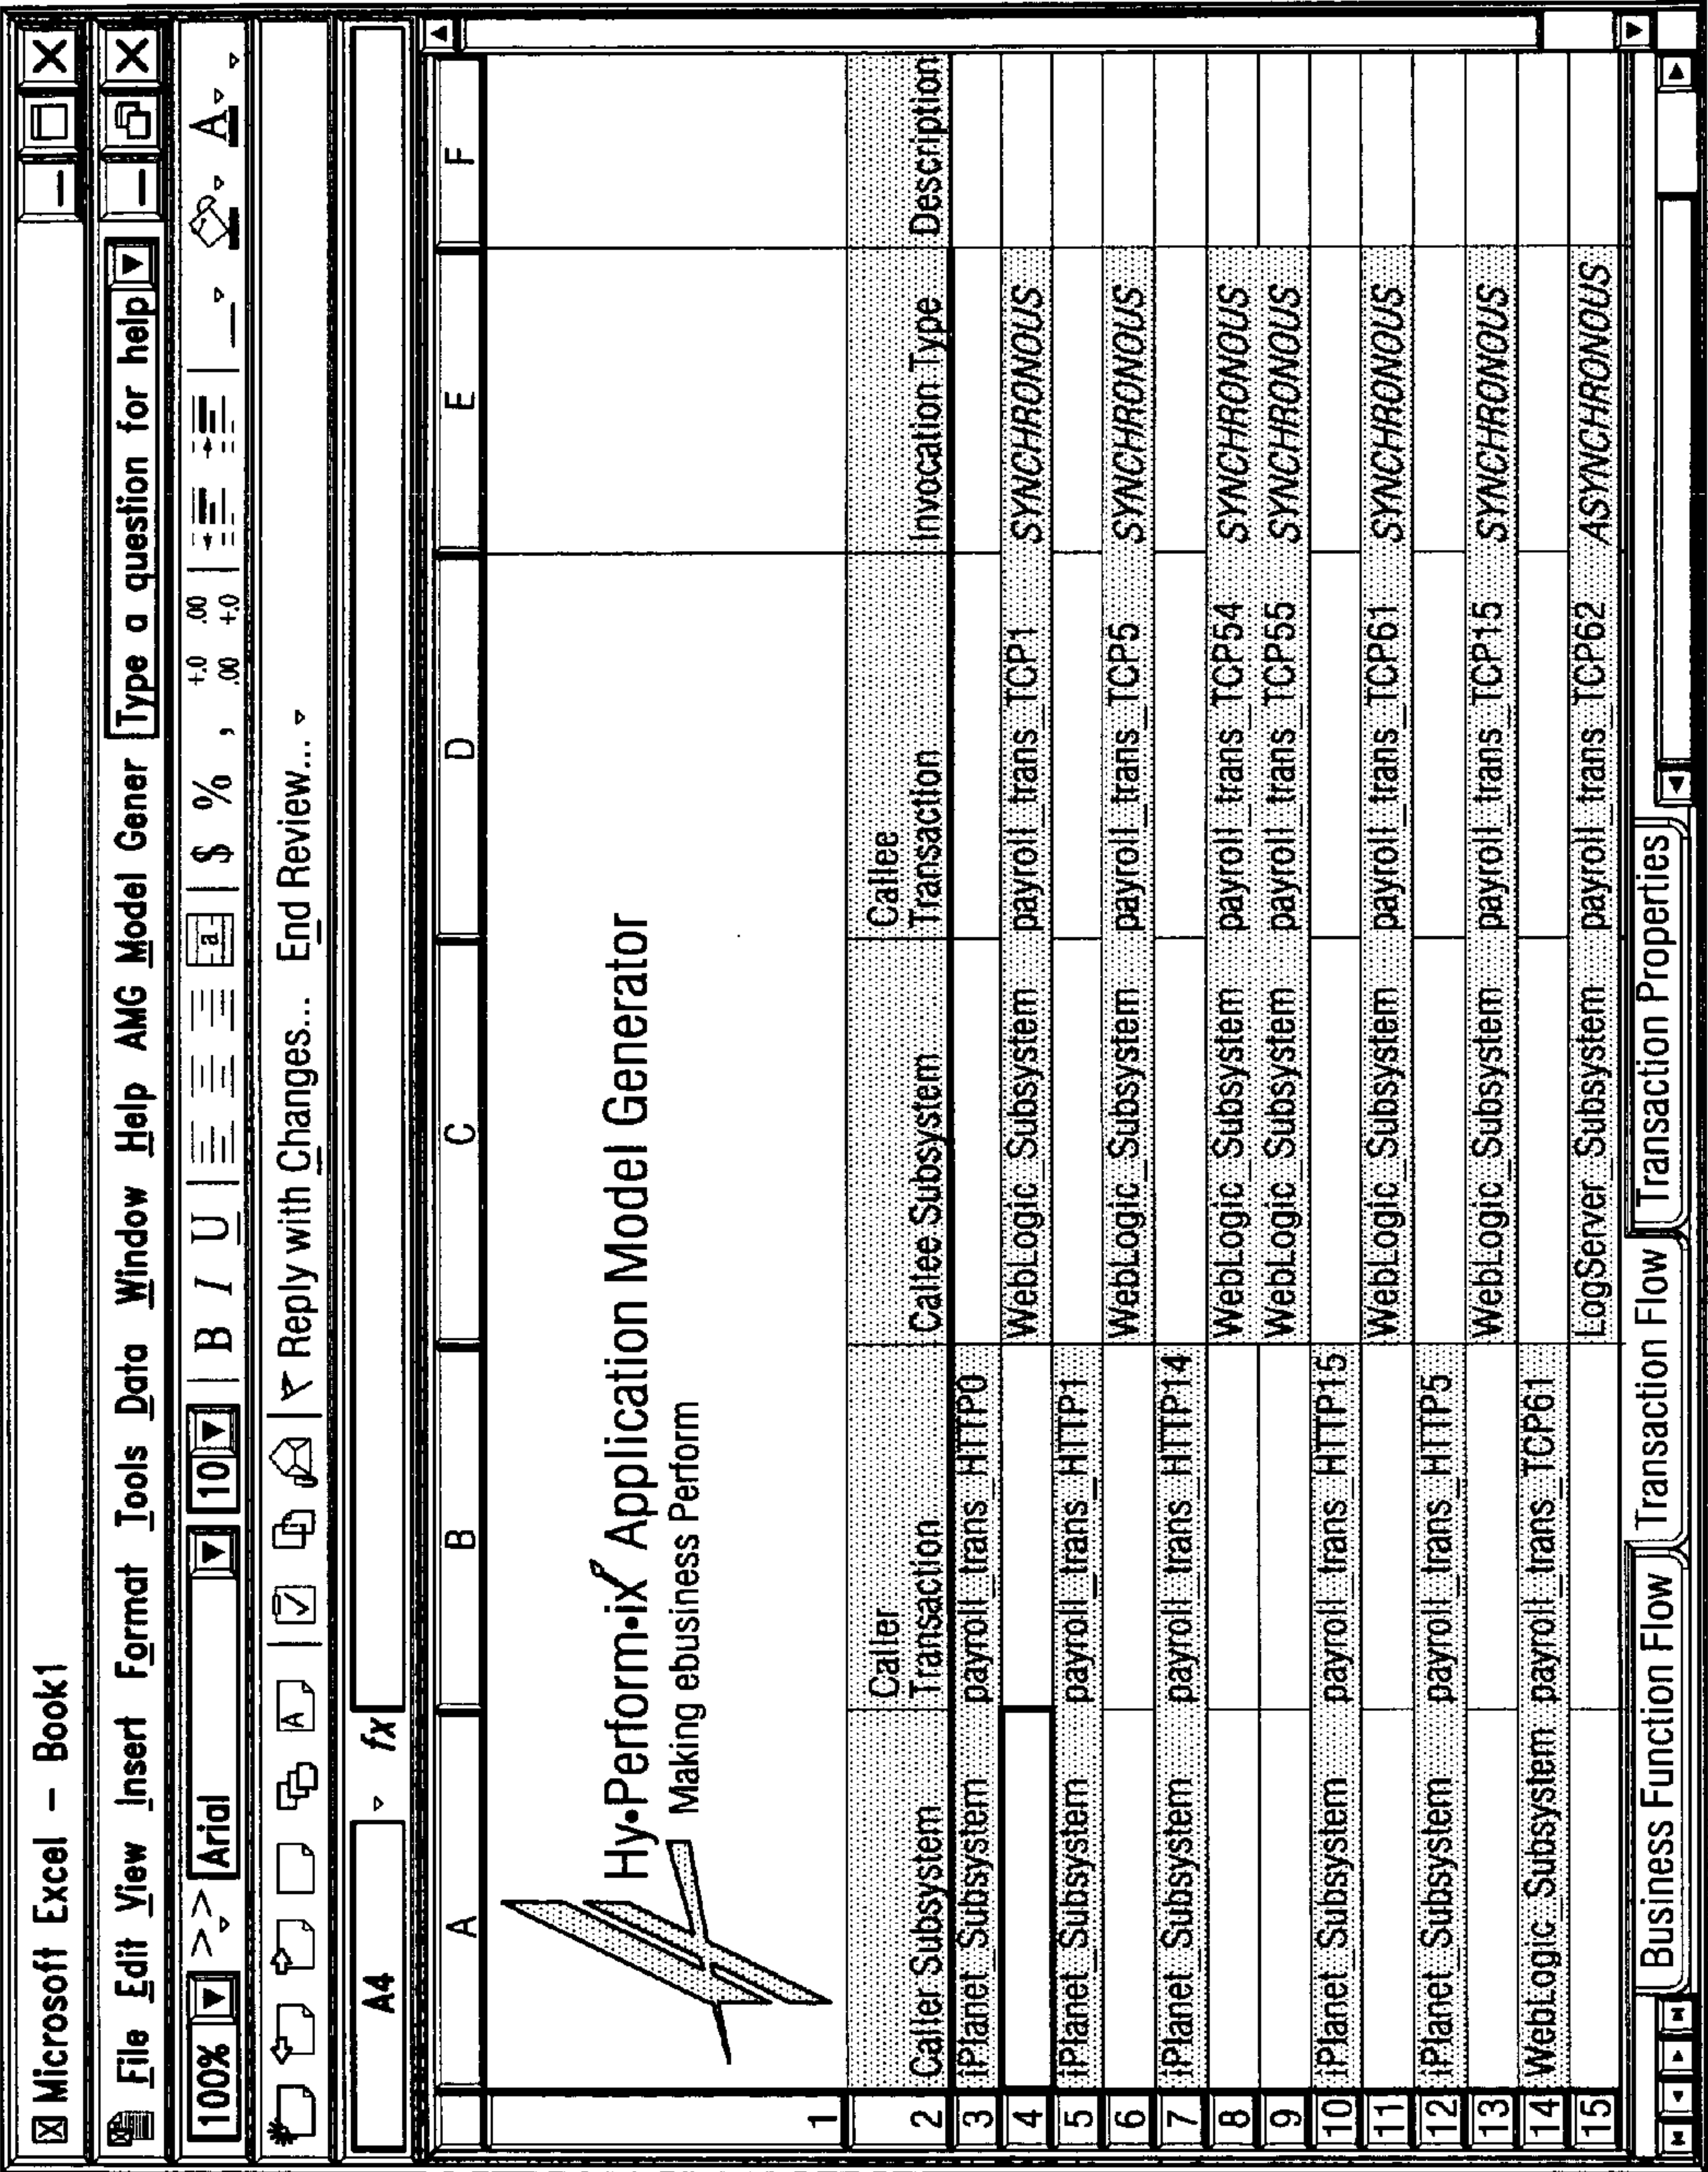 Microsoft Excel – Book1
File Edit View Insert Format Tools Data Window Help AMG Model Gener Type a question for help
100% >> Arial 10 B I U a $ % , +.0 .00 .00 +.0 A
A Reply with Changes... End Review...
A4 fx
A B C D E F
1 Hy•Perform•ix Application Model Generator
Making ebusiness Perform
2 Caller Subsystem Caller Transaction Callee Subsystem Callee Transaction Invocation Type Description
3 iPlanet_Subsystem payroll_trans_HTTP0
4 WebLogic_Subsystem payroll_trans_TCP1 SYNCHRONOUS
5 iPlanet_Subsystem payroll_trans_HTTP1
6 WebLogic_Subsystem payroll_trans_TCP5 SYNCHRONOUS
7 iPlanet_Subsystem payroll_trans_HTTP14
8 WebLogic_Subsystem payroll_trans_TCP54 SYNCHRONOUS
9 WebLogic_Subsystem payroll_trans_TCP55 SYNCHRONOUS
10 iPlanet_Subsystem payroll_trans_HTTP15
11 WebLogic_Subsystem payroll_trans_TCP61 SYNCHRONOUS
12 iPlanet_Subsystem payroll_trans_HTTP5
13 WebLogic_Subsystem payroll_trans_TCP15 SYNCHRONOUS
14 WebLogic_Subsystem payroll_trans_TCP61
15 LogServer_Subsystem payroll_trans_TCP62 ASYNCHRONOUS
Business Function Flow Transaction Flow Transaction Properties